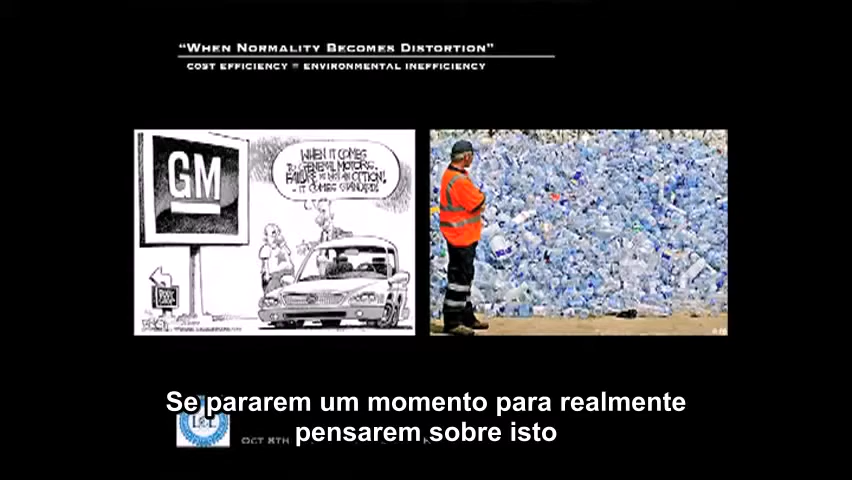 "WHEN NORMALITY BECOMES DISTORTION"
COST EFFICIENCY = ENVIRONMENTAL INEFFICIENCY
GM
WHEN IT COMES
TO GENERAL MOTORS,
FAILURE IS NOT AN OPTION!
- IT COMES STANDARD!
Se pararem um momento para realmente
pensarem sobre isto
OCT 8TH